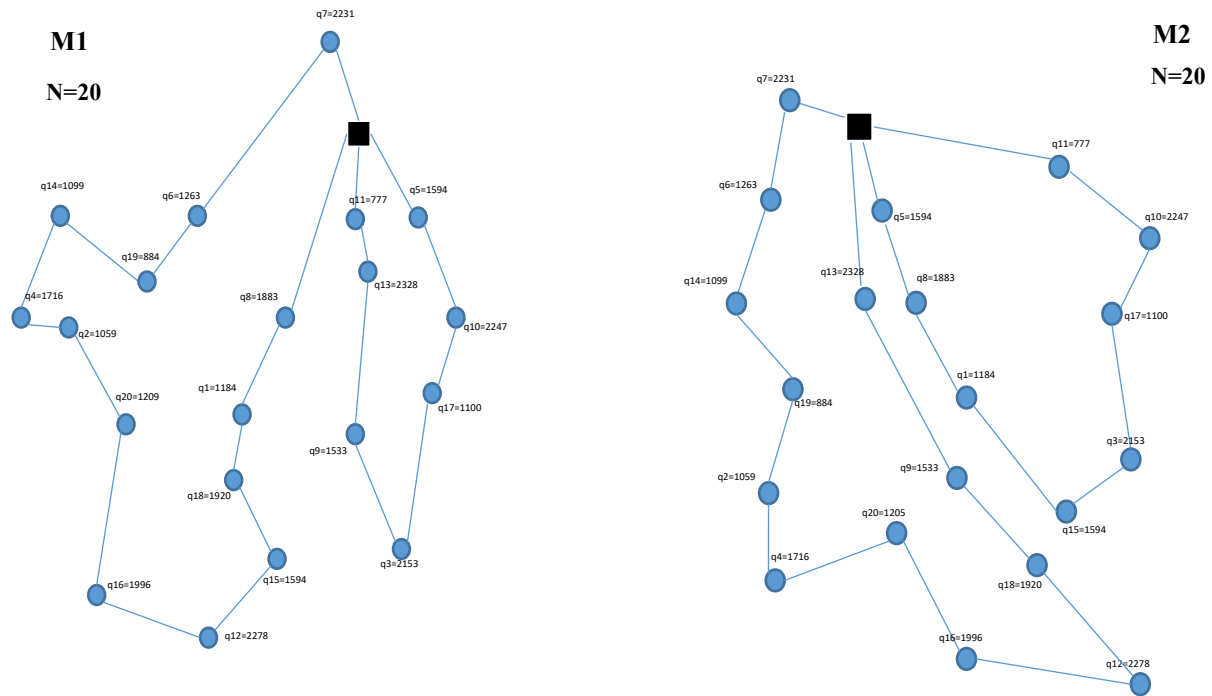 M1
N=20
q7=2231
q14=1099
q6=1263
q11=777
q5=1594
q19=884
q13=2328
q4=1716
q8=1883
q2=1059
q10=2247
q1=1184
q20=1209
q17=1100
q9=1533
q18=1920
q3=2153
q15=1594
q16=1996
q12=2278
M2
N=20
q7=2231
q11=777
q6=1263
q5=1594
q10=2247
q13=2328
q14=1099
q8=1883
q17=1100
q1=1184
q19=884
q3=2153
q9=1533
q2=1059
q20=1205
q15=1594
q4=1716
q18=1920
q16=1996
q12=2278